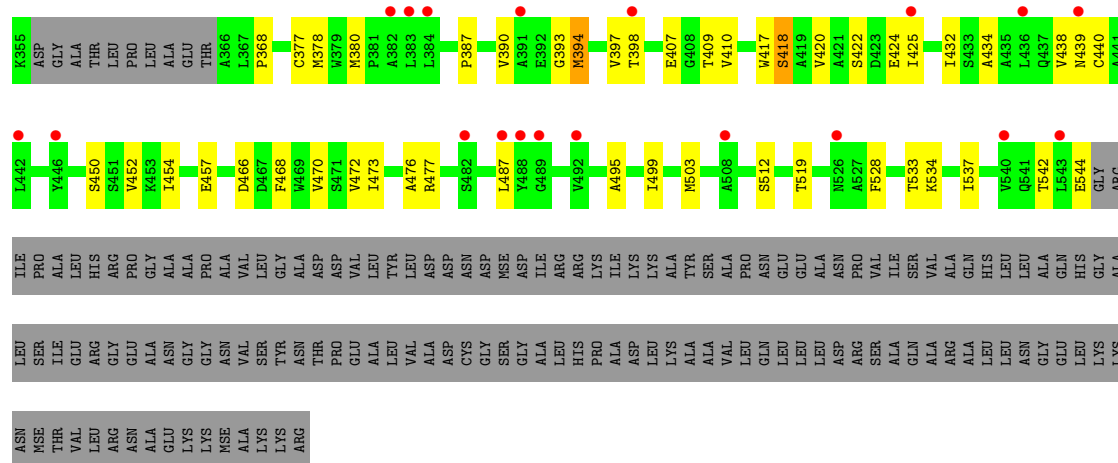 K355 ASP GLY ALA THR LEU PRO LEU ALA GLU THR A366 L367 P368 C377 M378 W379 M380 P381 A382 L383 L384 P387 V390 A391 E392 G393 M394 V397 T398 E407 G408 T409 V410 W417 S418 A419 V420 A421 S422 D423 E424 I425 I432 S433 A434 A435 L436 Q437 V438 N439 C440 A441
L442 Y446 S450 S451 V452 K453 I454 E457 D466 D467 F468 W469 V470 S471 V472 I473 A476 R477 S482 L487 Y488 G489 V492 A495 I499 M503 A508 S512 T519 N526 A527 F528 T533 K534 I537 V540 Q541 T542 L543 E544 GLY ARG
ILE PRO ALA LEU HIS ARG PRO GLY ALA ALA PRO ALA VAL LEU GLY ALA ASP ASP VAL LEU TYR LEU ASP ASP ASN ASP MSE ASP ILE ARG ARG LYS ILE LYS LYS ALA TYR SER ALA PRO ASN GLU GLU ALA ASN PRO VAL ILE SER VAL ALA GLN HIS LEU LEU ALA GLN HIS GLY ALA
LEU SER ILE GLU ARG GLY GLU ALA ASN GLY GLY ASN VAL SER TYR ASN THR PRO GLU ALA LEU VAL ALA ASP CYS GLY SER GLY ALA LEU HIS PRO ALA ASP LEU LYS ALA ALA VAL LEU GLN LEU LEU LEU ASP ARG SER ALA GLN ALA ARG ALA LEU LEU ASN GLY GLU LEU LYS LYS
ASN MSE THR VAL LEU ARG ASN ALA GLU LYS LYS MSE ALA LYS LYS ARG